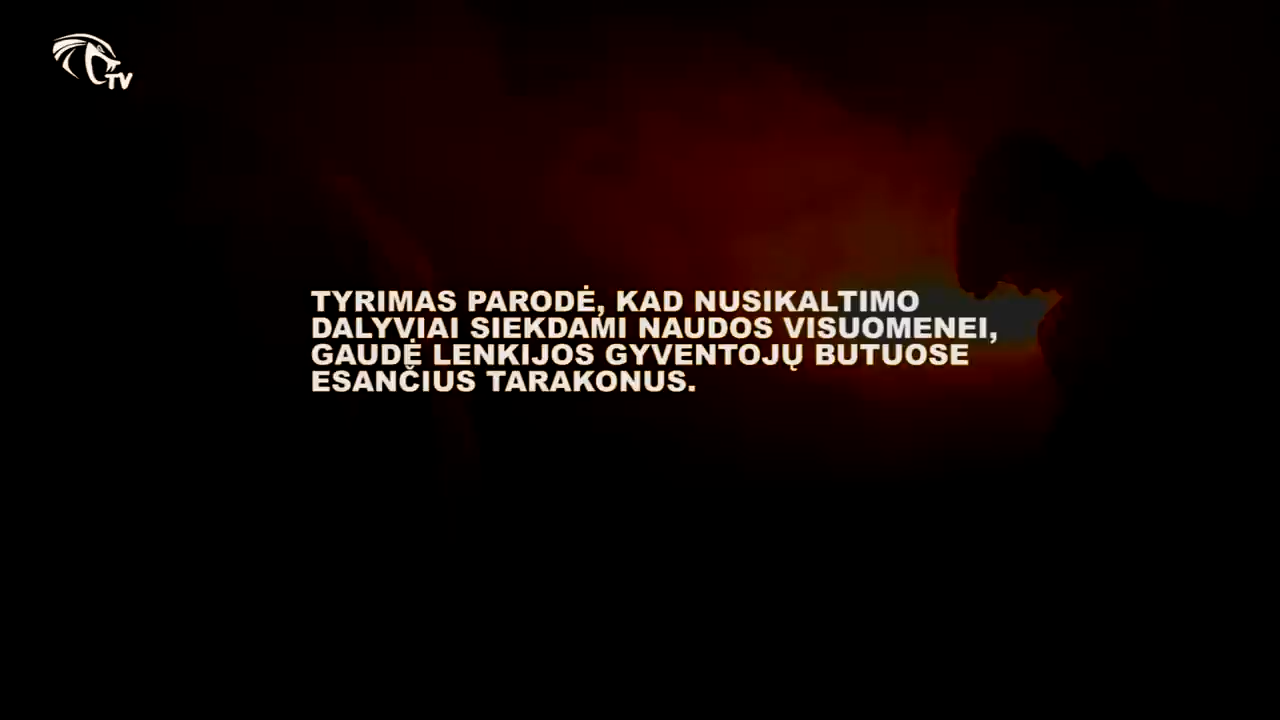 TV
TYRIMAS PARODĖ, KAD NUSIKALTIMO
DALYVIAI SIEKDAMI NAUDOS VISUOMENEI,
GAUDĖ LENKIJOS GYVENTOJŲ BUTUOSE
ESANČIUS TARAKONUS.